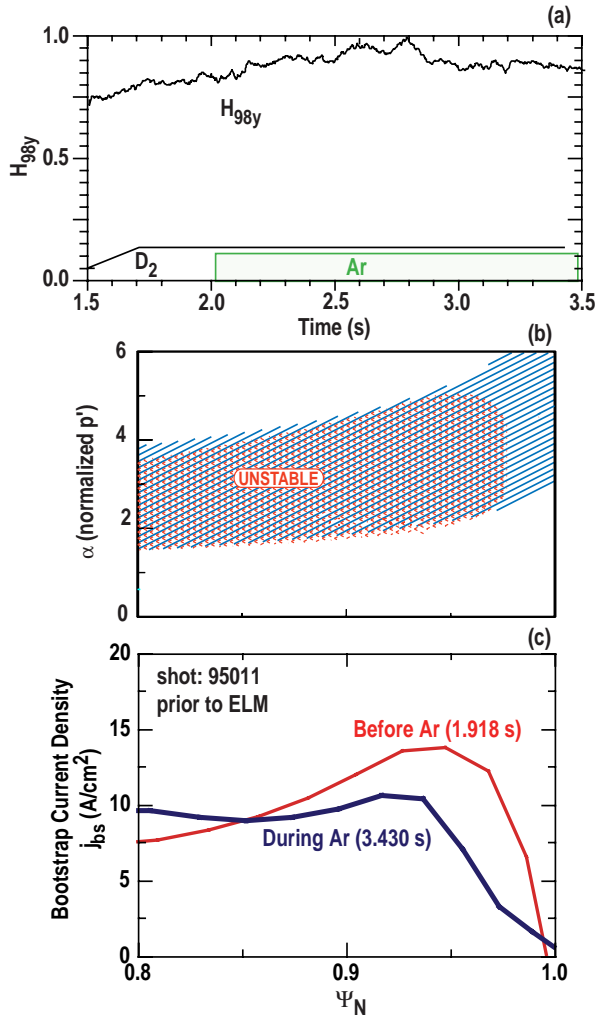 (a)
1.0
0.5
0.0
H98y
H98y
D2
Ar
1.5 2.0 2.5 3.0 3.5
Time (s)
(b)
6
4
2
0
α (normalized p')
UNSTABLE
(c)
20
15
10
5
0
Bootstrap Current Density
jbs (A/cm2)
shot: 95011
prior to ELM
Before Ar (1.918 s)
During Ar (3.430 s)
0.8 0.9 1.0
ΨN